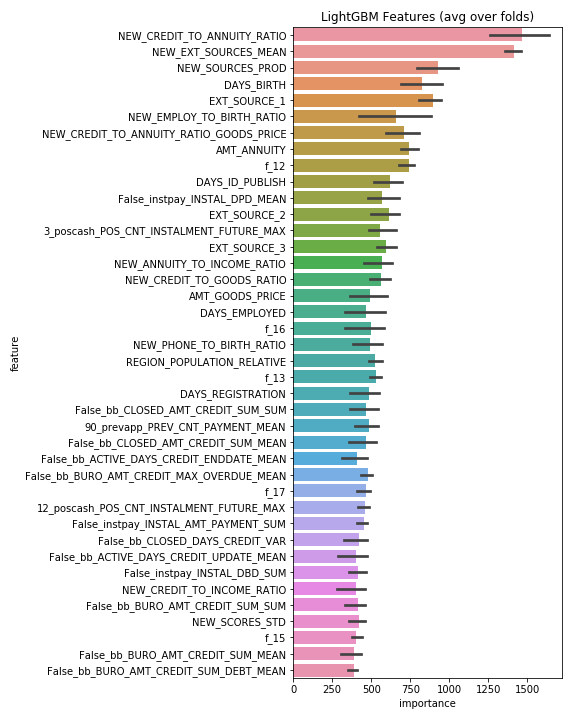 LightGBM Features (avg over folds)
NEW_CREDIT_TO_ANNUITY_RATIO
NEW_EXT_SOURCES_MEAN
NEW_SOURCES_PROD
DAYS_BIRTH
EXT_SOURCE_1
NEW_EMPLOY_TO_BIRTH_RATIO
NEW_CREDIT_TO_ANNUITY_RATIO_GOODS_PRICE
AMT_ANNUITY
f_12
DAYS_ID_PUBLISH
False_instpay_INSTAL_DPD_MEAN
EXT_SOURCE_2
3_poscash_POS_CNT_INSTALMENT_FUTURE_MAX
EXT_SOURCE_3
NEW_ANNUITY_TO_INCOME_RATIO
NEW_CREDIT_TO_GOODS_RATIO
AMT_GOODS_PRICE
DAYS_EMPLOYED
f_16
NEW_PHONE_TO_BIRTH_RATIO
REGION_POPULATION_RELATIVE
f_13
DAYS_REGISTRATION
False_bb_CLOSED_AMT_CREDIT_SUM_SUM
90_prevapp_PREV_CNT_PAYMENT_MEAN
False_bb_CLOSED_AMT_CREDIT_SUM_MEAN
False_bb_ACTIVE_DAYS_CREDIT_ENDDATE_MEAN
False_bb_BURO_AMT_CREDIT_MAX_OVERDUE_MEAN
f_17
12_poscash_POS_CNT_INSTALMENT_FUTURE_MAX
False_instpay_INSTAL_AMT_PAYMENT_SUM
False_bb_CLOSED_DAYS_CREDIT_VAR
False_bb_ACTIVE_DAYS_CREDIT_UPDATE_MEAN
False_instpay_INSTAL_DBD_SUM
NEW_CREDIT_TO_INCOME_RATIO
False_bb_BURO_AMT_CREDIT_SUM_SUM
NEW_SCORES_STD
f_15
False_bb_BURO_AMT_CREDIT_SUM_MEAN
False_bb_BURO_AMT_CREDIT_SUM_DEBT_MEAN
feature
0 250 500 750 1000 1250 1500
importance